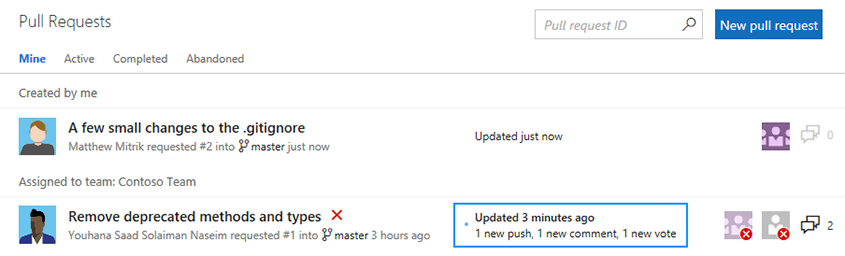 Pull Requests
Pull request ID
New pull request
Mine Active Completed Abandoned
Created by me
A few small changes to the .gitignore
Matthew Mitrik requested #2 into master just now
Updated just now
0
Assigned to team: Contoso Team
Remove deprecated methods and types
Youhana Saad Solaiman Naseim requested #1 into master 3 hours ago
Updated 3 minutes ago
1 new push, 1 new comment, 1 new vote
2